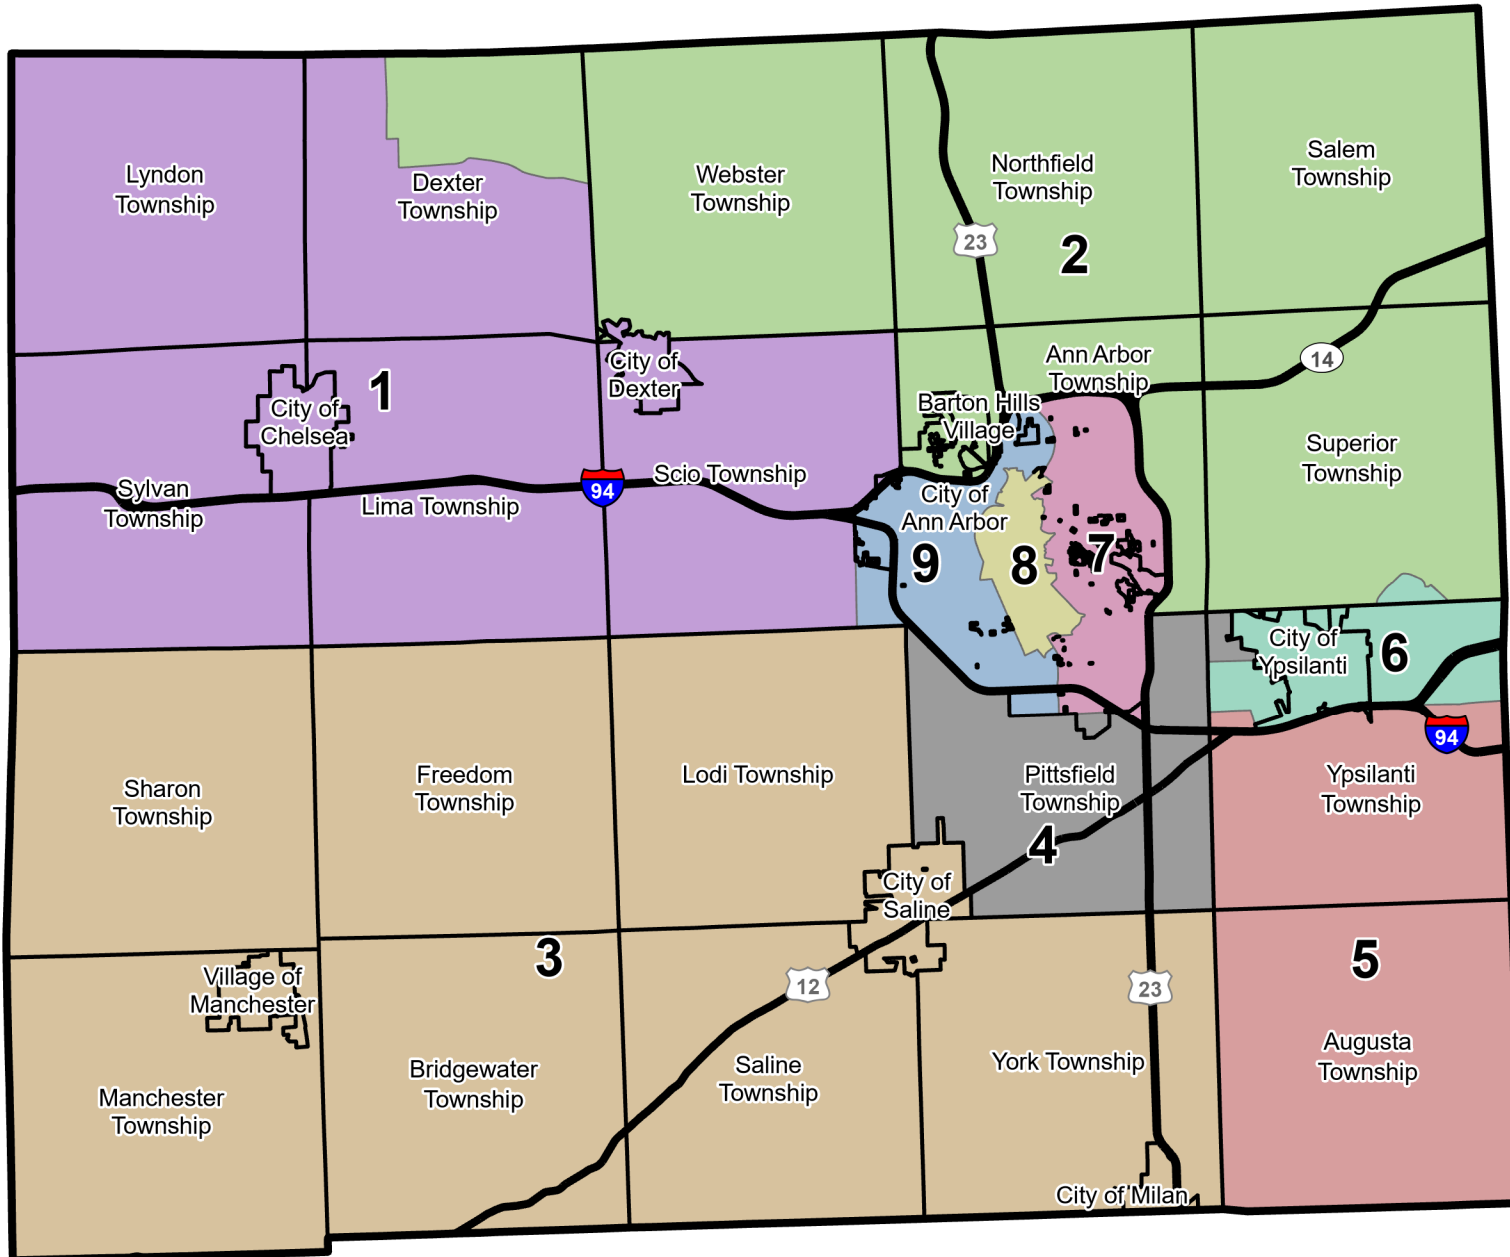 Lyndon
Township
Dexter
Township
Webster
Township
Northfield
Township
Salem
Township
23
2
14
Ann Arbor
Township
City of
Dexter
1
City of
Chelsea
Barton Hills
Village
Superior
Township
Sylvan
Township
Lima Township
94
Scio Township
City of
Ann Arbor
9
8
7
City of
Ypsilanti
6
94
Sharon
Township
Freedom
Township
Lodi Township
Pittsfield
Township
4
Ypsilanti
Township
City of
Saline
3
Village of
Manchester
12
23
5
Manchester
Township
Bridgewater
Township
Saline
Township
York Township
Augusta
Township
City of Milan